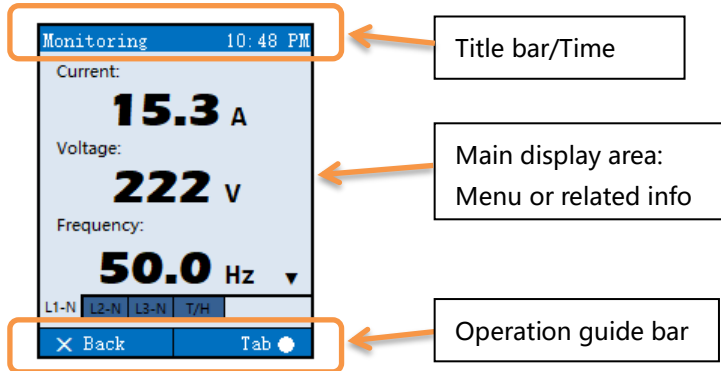 Monitoring 10:48 PM
Title bar/Time
Current:
15.3 A
Voltage:
222 V
Main display area:
Menu or related info
Frequency:
50.0 Hz ▼
L1-N L2-N L3-N T/H
× Back Tab
Operation guide bar